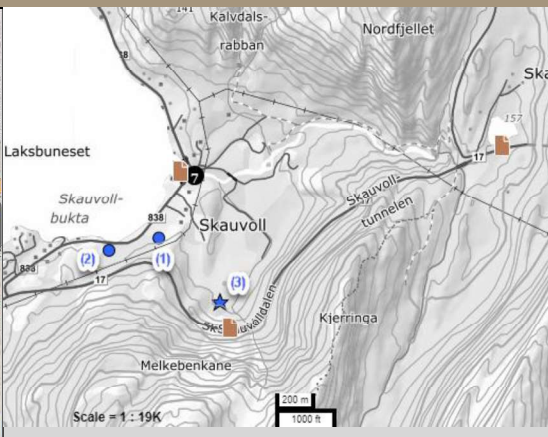 141
Kalvdals-
rabban
Nordfjellet
Ska
157
Laksbuneset
7
17
Skauvoll-
tunnelen
Skauvoll-
bukta
838
Skauvoll
(2)
(1)
838
17
(3)
Skauvolldalen
Kjerringa
Melkebenkane
Scale = 1 : 19K
200 m
1000 ft